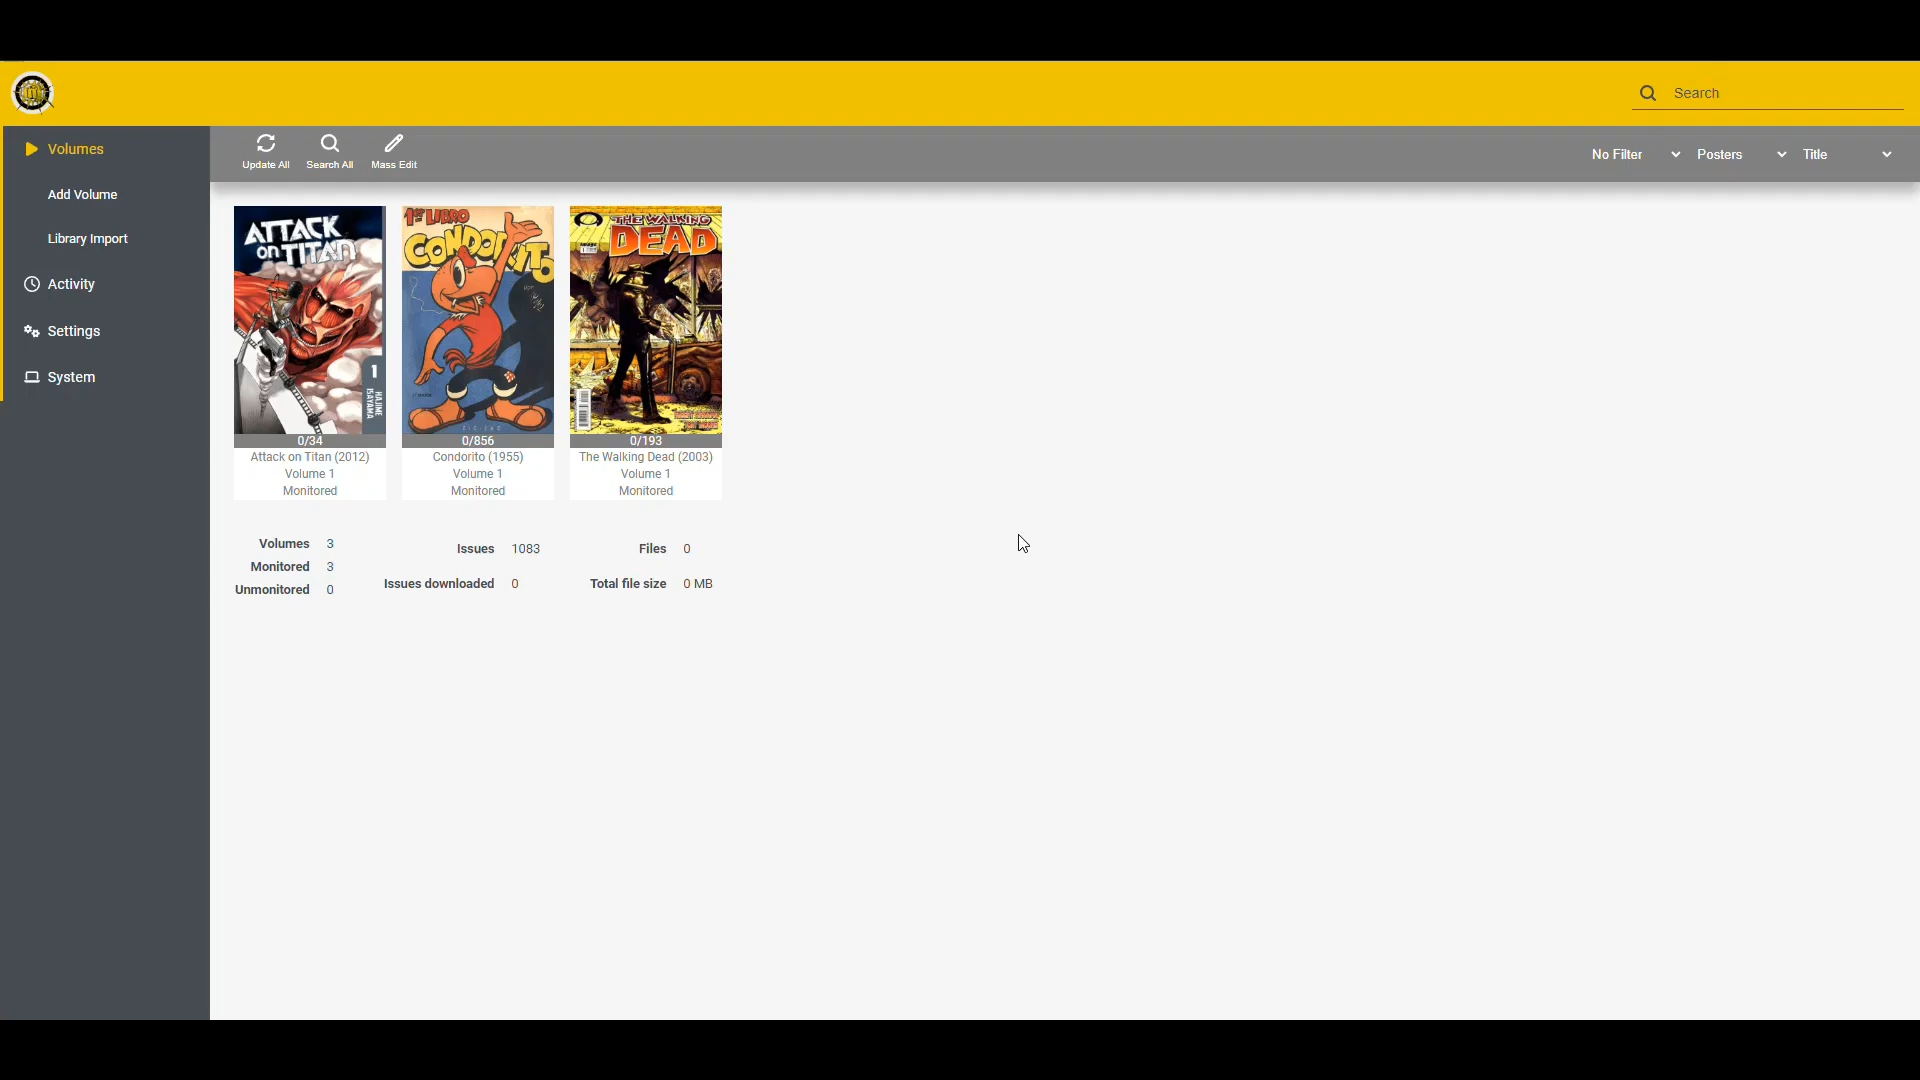 Search
Volumes
Add Volume
Library Import
Activity
Settings
System
Update All
Search All
Mass Edit
No Filter
Posters
Title
ATTACK
on TITAN
1
HAJIME
ISAYAMA
0/34
Attack on Titan (2012)
Volume 1
Monitored
1er LIBRO
CONDORITO
0/856
Condorito (1955)
Volume 1
Monitored
THE WALKING
DEAD
0/193
The Walking Dead (2003)
Volume 1
Monitored
Volumes 3
Monitored 3
Unmonitored 0
Issues 1083
Issues downloaded 0
Files 0
Total file size 0 MB